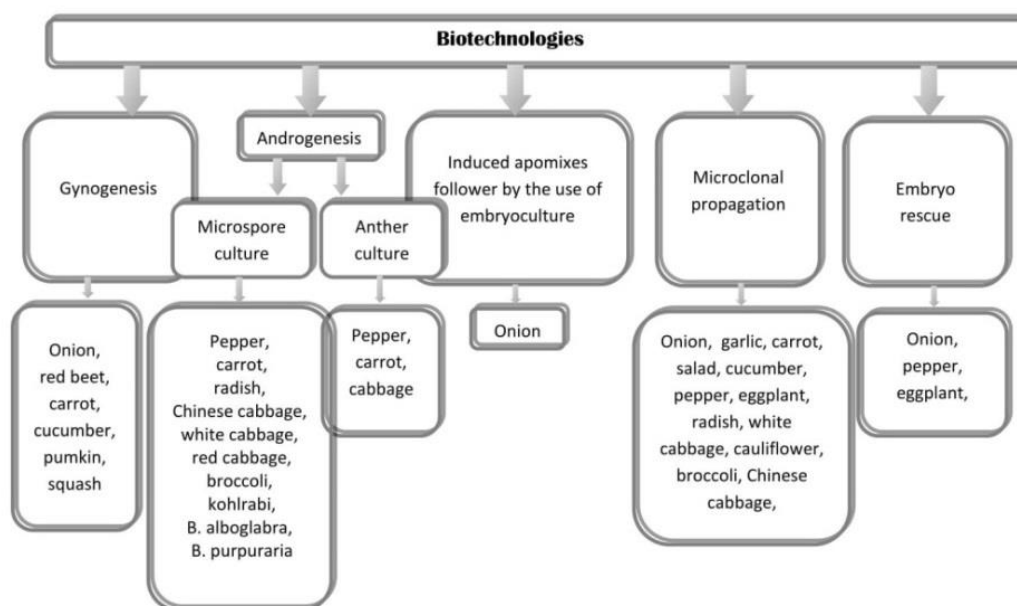 Biotechnologies
Gynogenesis
Androgenesis
Microspore
culture
Anther
culture
Induced apomixes
follower by the use of
embryoculture
Microclonal
propagation
Embryo
rescue
Onion,
red beet,
carrot,
cucumber,
pumkin,
squash
Pepper,
carrot,
radish,
Chinese cabbage,
white cabbage,
red cabbage,
broccoli,
kohlrabi,
B. alboglabra,
B. purpuraria
Pepper,
carrot,
cabbage
Onion
Onion, garlic, carrot,
salad, cucumber,
pepper, eggplant,
radish, white
cabbage, cauliflower,
broccoli, Chinese
cabbage,
Onion,
pepper,
eggplant,